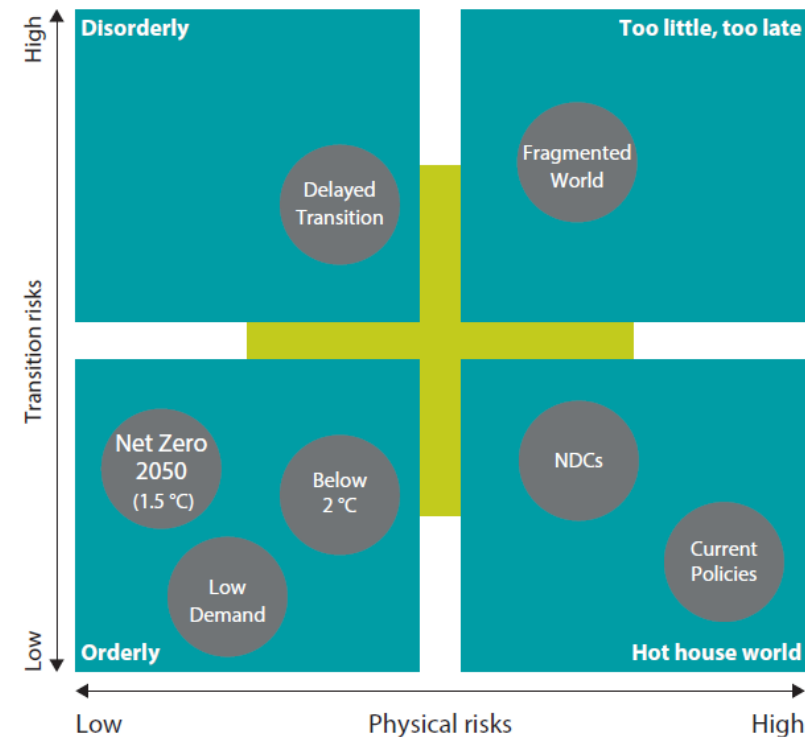 High
Disorderly
Too little, too late
Delayed
Transition
Fragmented
World
Transition risks
Net Zero
2050
(1.5 °C)
Below
2 °C
Low
Demand
NDCs
Current
Policies
Low
Orderly
Hot house world
Low
Physical risks
High